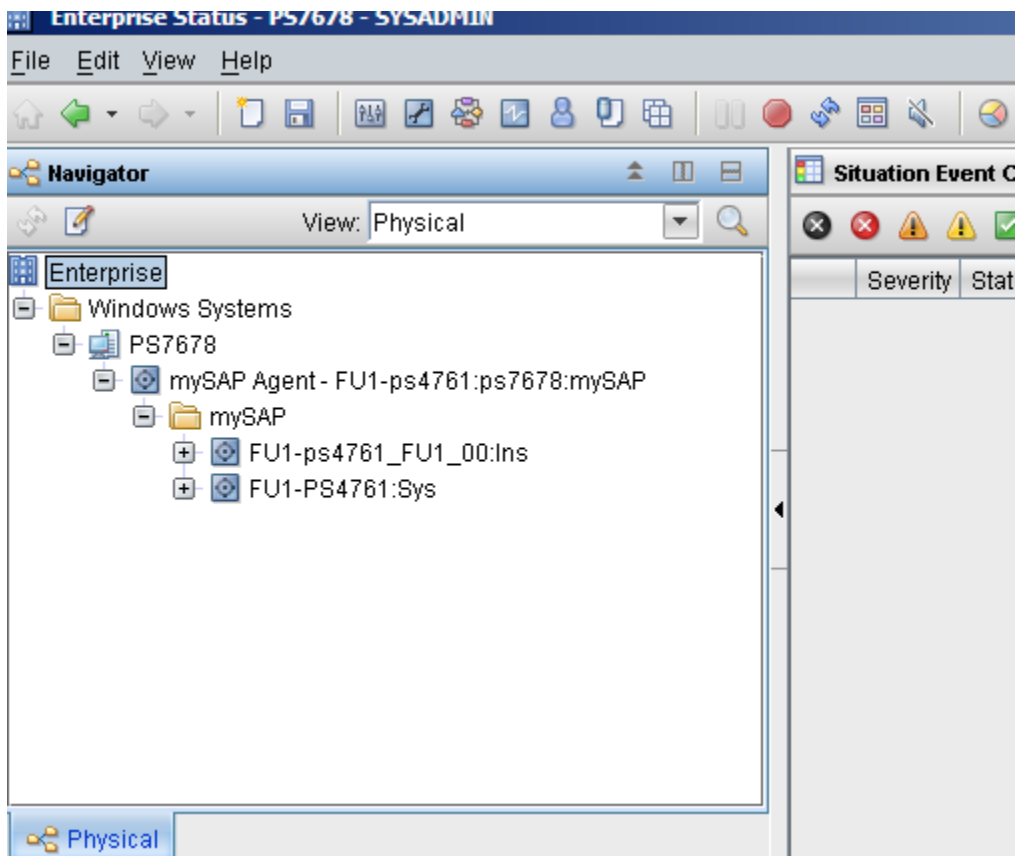 Enterprise Status - PS7678 - SYSADMIN
File Edit View Help
Navigator
View: Physical
Enterprise
Windows Systems
PS7678
mySAP Agent - FU1-ps4761:ps7678:mySAP
mySAP
FU1-ps4761_FU1_00:Ins
FU1-PS4761:Sys
Physical
Situation Event C
Severity Stat